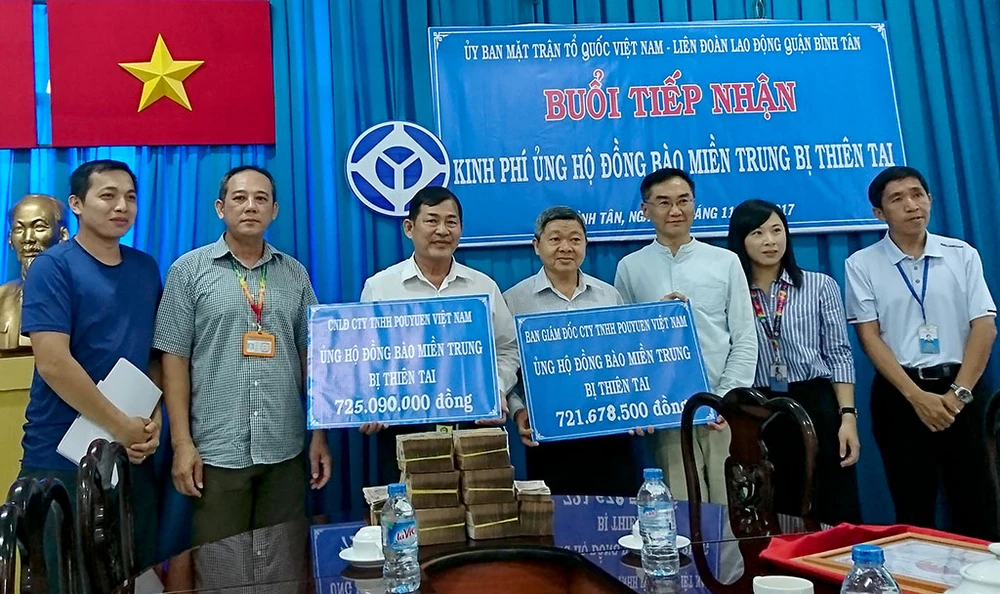 ỦY BAN MẶT TRẬN TỔ QUỐC VIỆT NAM - LIÊN ĐOÀN LAO ĐỘNG QUẬN BÌNH TÂN
BUỔI TIẾP NHẬN
KINH PHÍ ỦNG HỘ ĐỒNG BÀO MIỀN TRUNG BỊ THIÊN TAI
CNLĐ CTY TNHH POUYUEN VIỆT NAM
ỦNG HỘ ĐỒNG BÀO MIỀN TRUNG
BỊ THIÊN TAI
725.090.000 đồng
BAN GIÁM ĐỐC CTY TNHH POUYUEN VIỆT NAM
ỦNG HỘ ĐỒNG BÀO MIỀN TRUNG
BỊ THIÊN TAI
721.678.500 đồng
LaVie